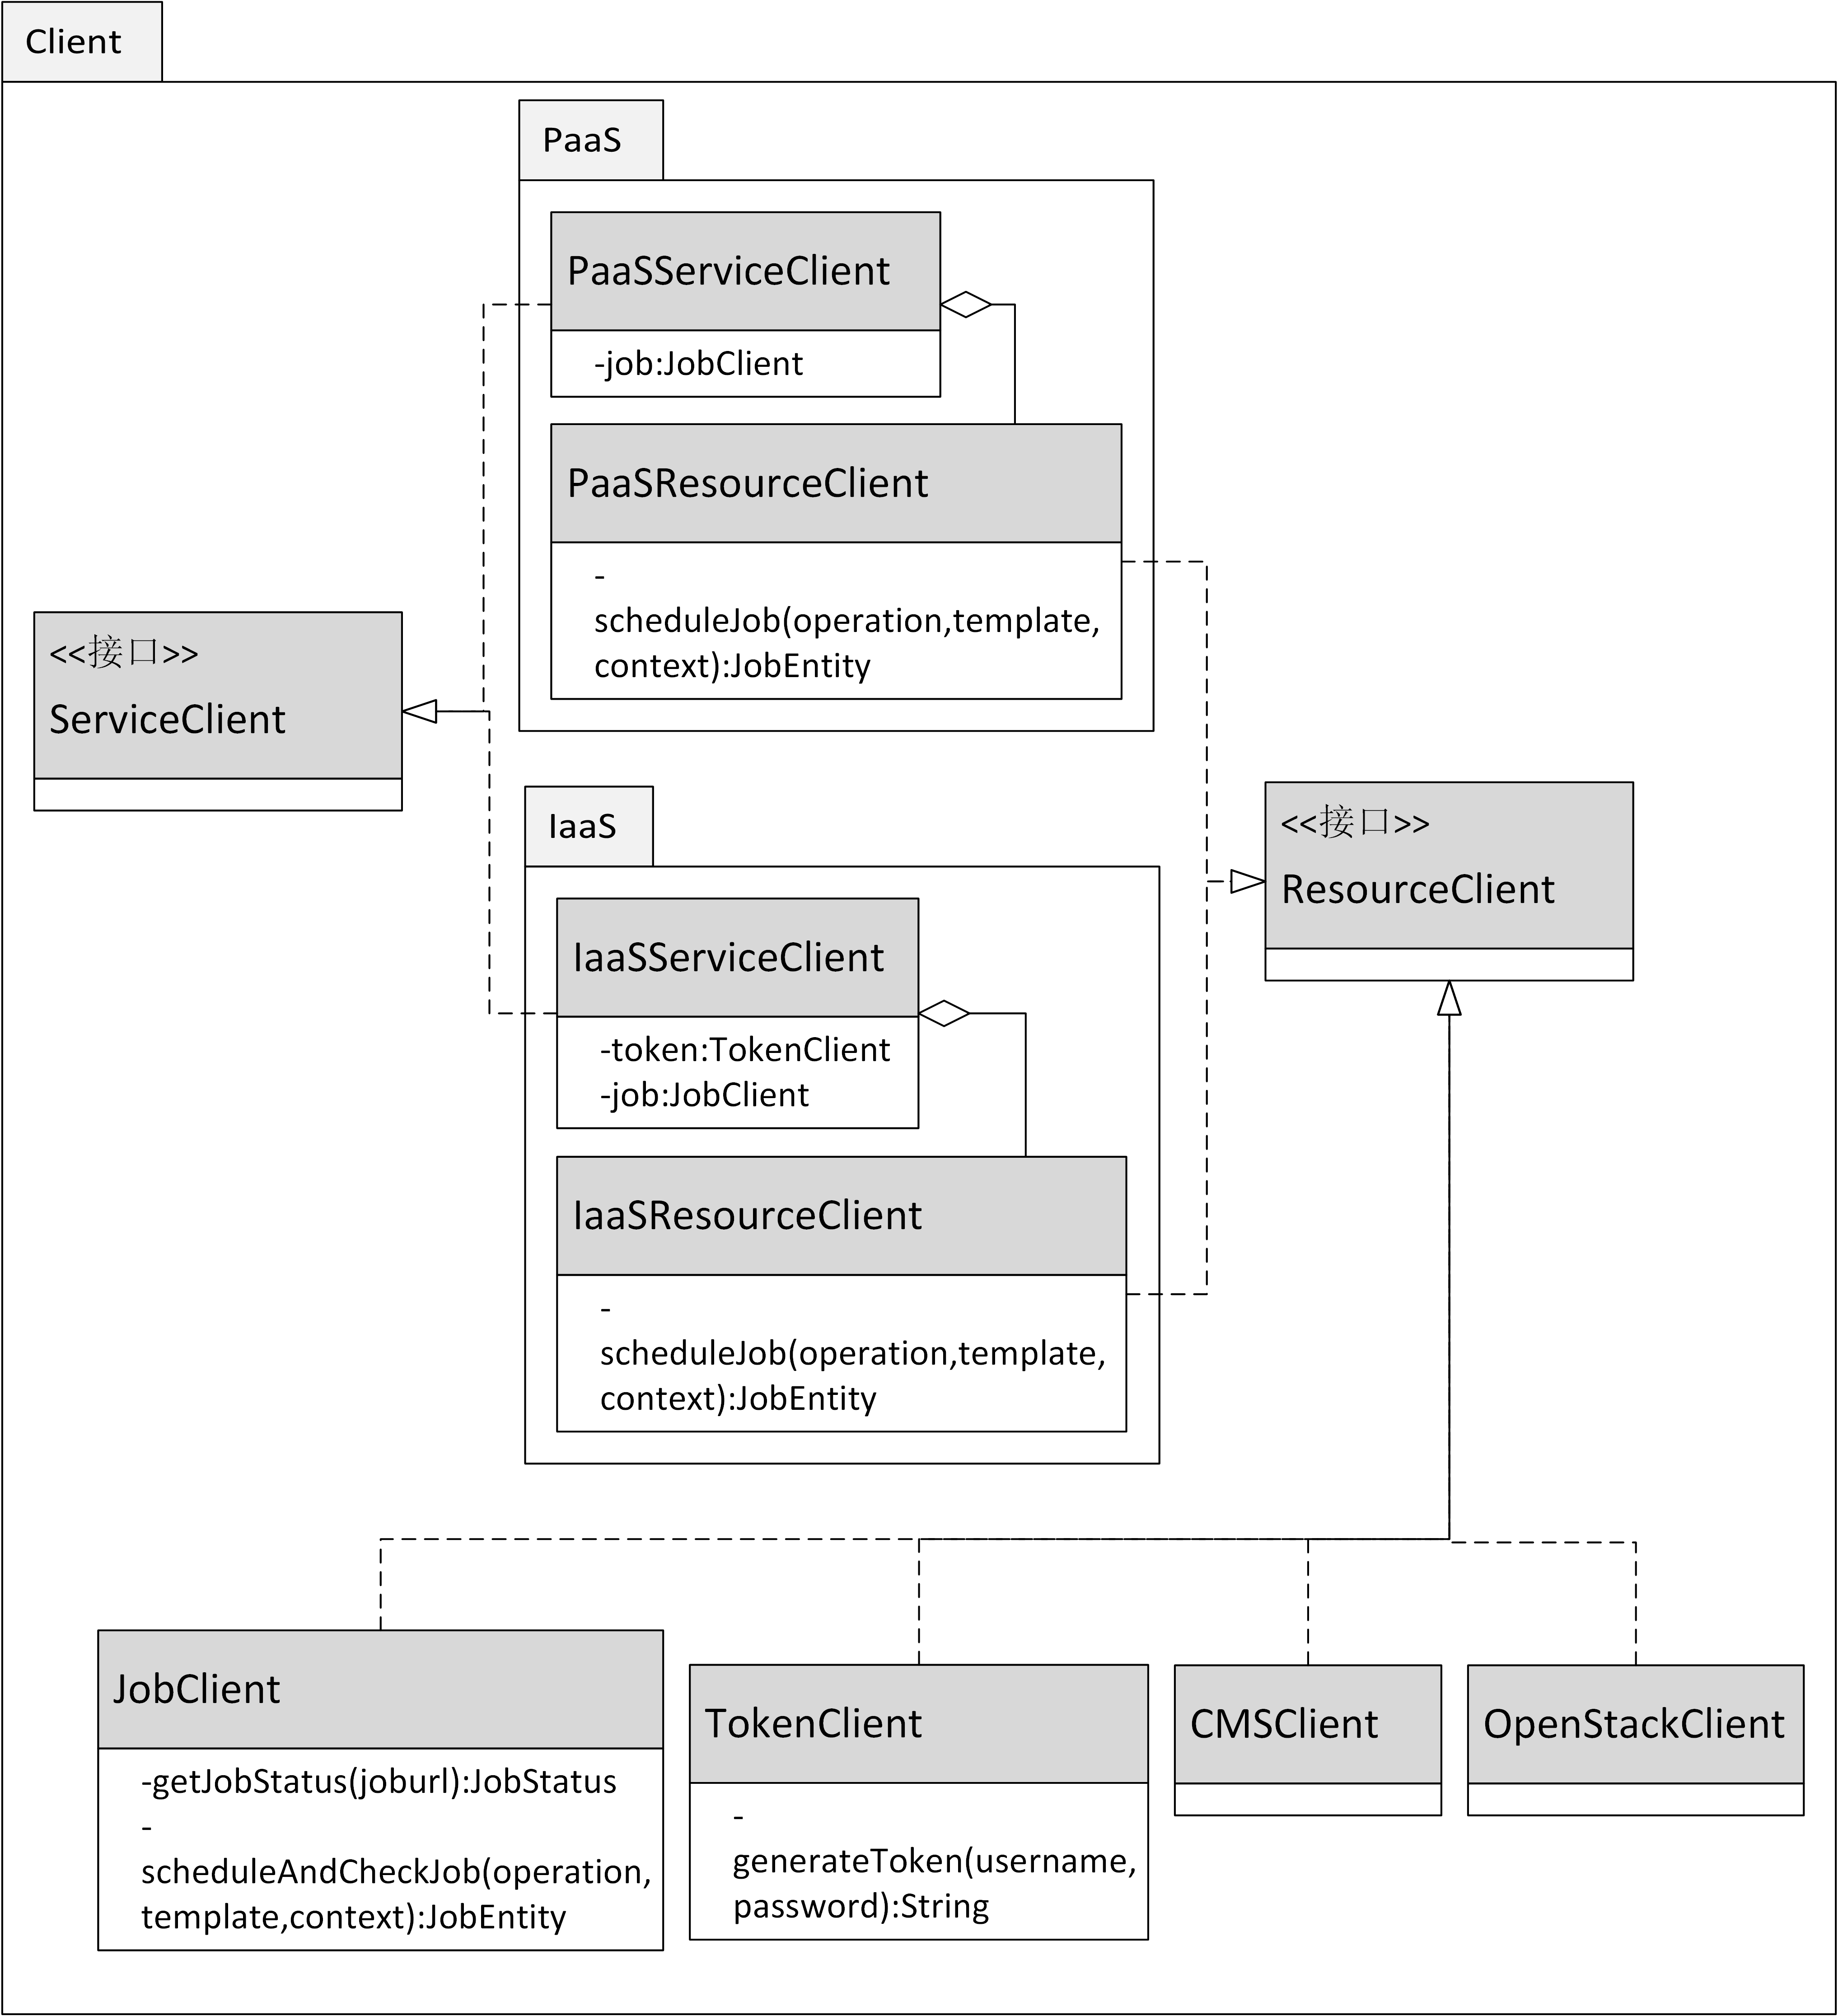 Client
PaaS
PaaSServiceClient
-job:JobClient
PaaSResourceClient
-
scheduleJob(operation,template,
context):JobEntity
<<接口>>
ServiceClient
IaaS
IaaSServiceClient
-token:TokenClient
-job:JobClient
IaaSResourceClient
-
scheduleJob(operation,template,
context):JobEntity
<<接口>>
ResourceClient
JobClient
-getJobStatus(joburl):JobStatus
-
scheduleAndCheckJob(operation,
template,context):JobEntity
TokenClient
-
generateToken(username,
password):String
CMSClient
OpenStackClient